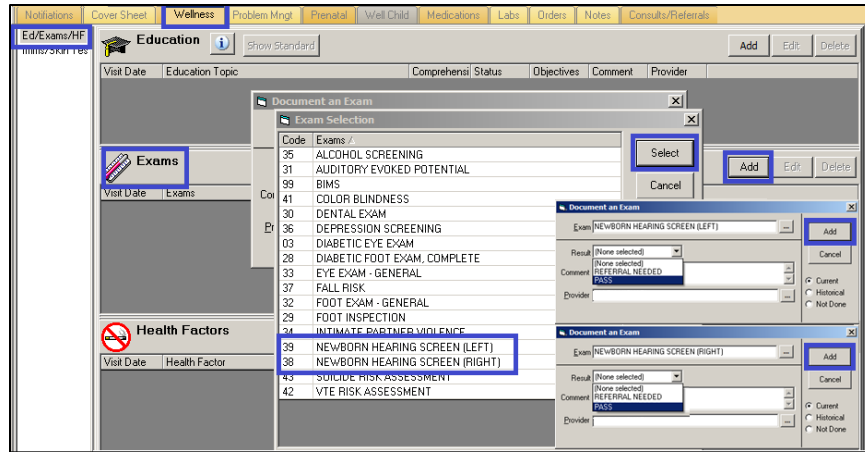 Notifiations Cover Sheet Wellness Problem Mngt Prenatal Well Child Medications Labs Orders Notes Consults/Referrals
Ed/Exams/HF
Education Show Standard Add Edit Delete
Visit Date Education Topic Comprehensi Status Objectives Comment Provider
Document an Exam
Exam Selection
Code Exams
35 ALCOHOL SCREENING
31 AUDITORY EVOKED POTENTIAL
99 BIMS
41 COLOR BLINDNESS
30 DENTAL EXAM
36 DEPRESSION SCREENING
03 DIABETIC EYE EXAM
28 DIABETIC FOOT EXAM, COMPLETE
33 EYE EXAM - GENERAL
37 FALL RISK
32 FOOT EXAM - GENERAL
29 FOOT INSPECTION
34 INTIMATE PARTNER VIOLENCE
39 NEWBORN HEARING SCREEN (LEFT)
38 NEWBORN HEARING SCREEN (RIGHT)
43 SUICIDE RISK ASSESSMENT
42 VTE RISK ASSESSMENT
Select
Cancel
Exams Add Edit Delete
Visit Date Exams
Health Factors
Visit Date Health Factor
Document an Exam
Exam NEWBORN HEARING SCREEN (LEFT) ... Add
Result (None selected) Cancel
(None selected)
Comment REFERRAL NEEDED
PASS Current
Provider ... Historical
Not Done
Document an Exam
Exam NEWBORN HEARING SCREEN (RIGHT) ... Add
Result (None selected) Cancel
(None selected)
Comment REFERRAL NEEDED
PASS Current
Provider ... Historical
Not Done